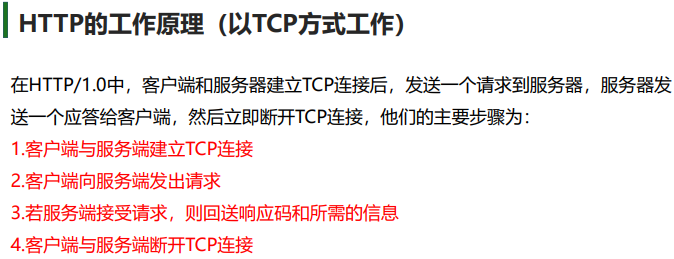 HTTP的工作原理（以TCP方式工作）
在HTTP/1.0中，客户端和服务器建立TCP连接后，发送一个请求到服务器，服务器发
送一个应答给客户端，然后立即断开TCP连接，他们的主要步骤为：
1.客户端与服务端建立TCP连接
2.客户端向服务端发出请求
3.若服务端接受请求，则回送响应码和所需的信息
4.客户端与服务端断开TCP连接